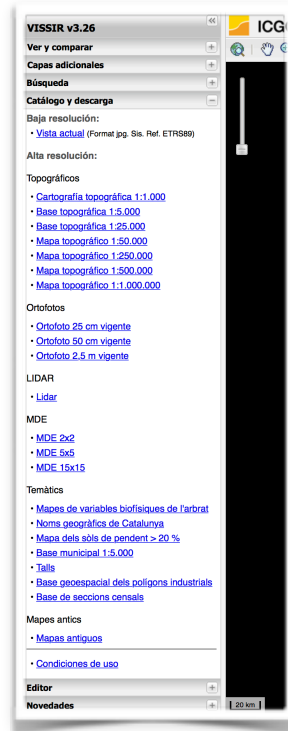 VISSIR v3.26
Ver y comparar
Capas adicionales
Búsqueda
Catálogo y descarga
Baja resolución:
• Vista actual (Format jpg. Sis. Ref. ETRS89)
Alta resolución:
Topográficos
• Cartografía topográfica 1:1.000
• Base topográfica 1:5.000
• Base topográfica 1:25.000
• Mapa topográfico 1:50.000
• Mapa topográfico 1:250.000
• Mapa topográfico 1:500.000
• Mapa topográfico 1:1.000.000
Ortofotos
• Ortofoto 25 cm vigente
• Ortofoto 50 cm vigente
• Ortofoto 2.5 m vigente
LIDAR
• Lidar
MDE
• MDE 2x2
• MDE 5x5
• MDE 15x15
Temàtics
• Mapes de variables biofísiques de l'arbrat
• Noms geogràfics de Catalunya
• Mapa dels sòls de pendent > 20 %
• Base municipal 1:5.000
• Talls
• Base geoespacial dels polígons industrials
• Base de seccions censals
Mapes antics
• Mapas antiguos
• Condiciones de uso
Editor
Novedades
ICG
20 km